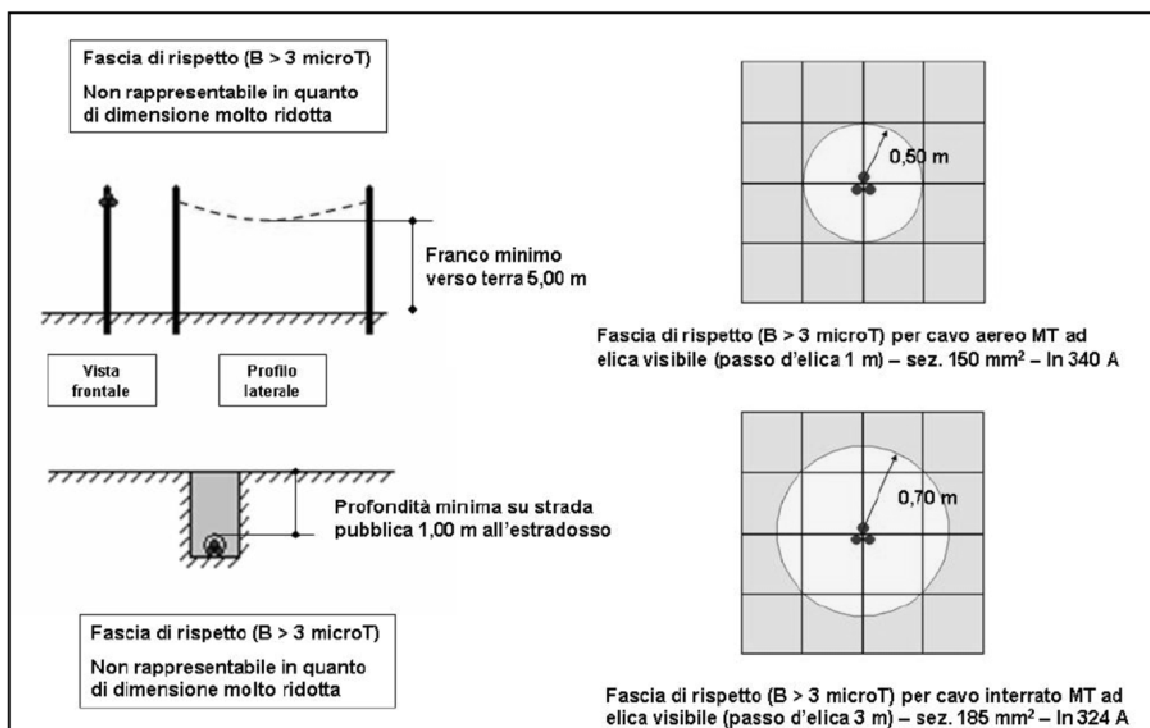 Fascia di rispetto (B > 3 microT)
Non rappresentabile in quanto
di dimensione molto ridotta
Franco minimo
verso terra 5,00 m
Vista
frontale
Profilo
laterale
Profondità minima su strada
pubblica 1,00 m all'estradosso
Fascia di rispetto (B > 3 microT)
Non rappresentabile in quanto
di dimensione molto ridotta
0,50 m
Fascia di rispetto (B > 3 microT) per cavo aereo MT ad
elica visibile (passo d'elica 1 m) – sez. 150 mm² – In 340 A
0,70 m
Fascia di rispetto (B > 3 microT) per cavo interrato MT ad
elica visibile (passo d'elica 3 m) – sez. 185 mm² – In 324 A